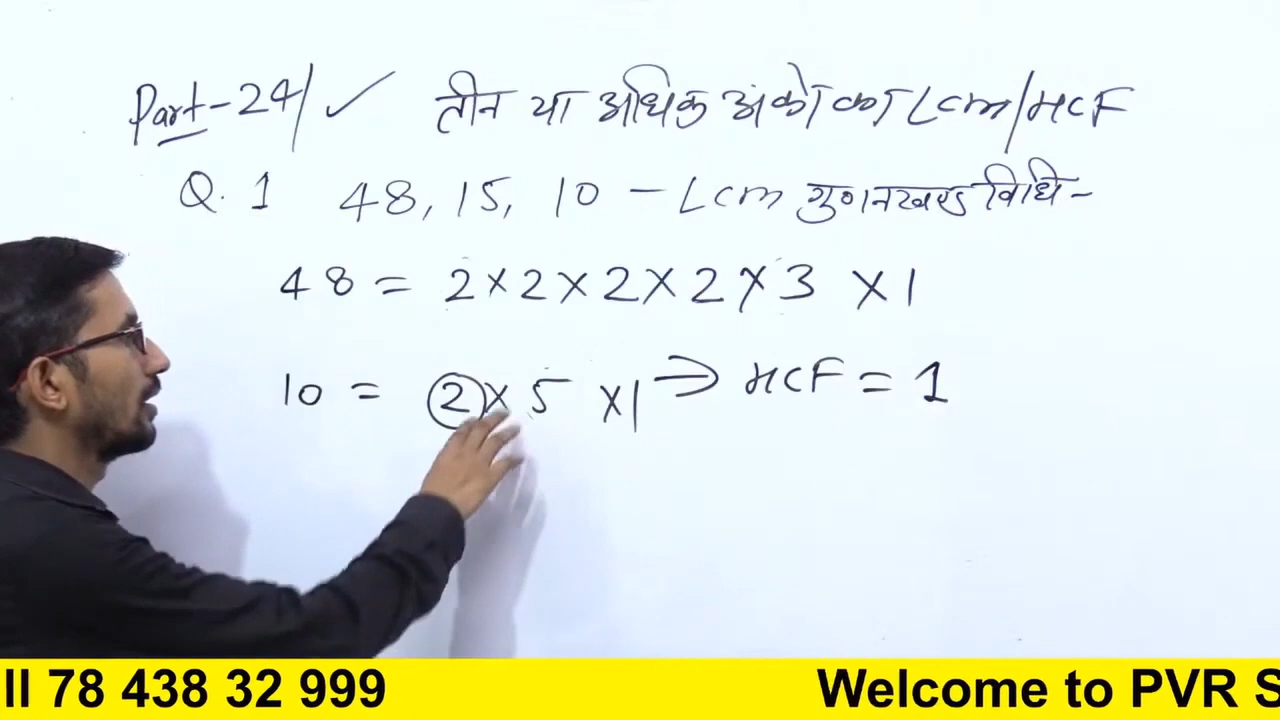 Part-24/ ✓ तीन या अधिक अंको का Lcm/HCF
Q. 1 48, 15, 10 - Lcm गुणनखण्ड विधि -
48 = 2×2×2×2×3 ×1
10 = 2×5 ×1 → HCF = 1
ll 78 438 32 999 Welcome to PVR S